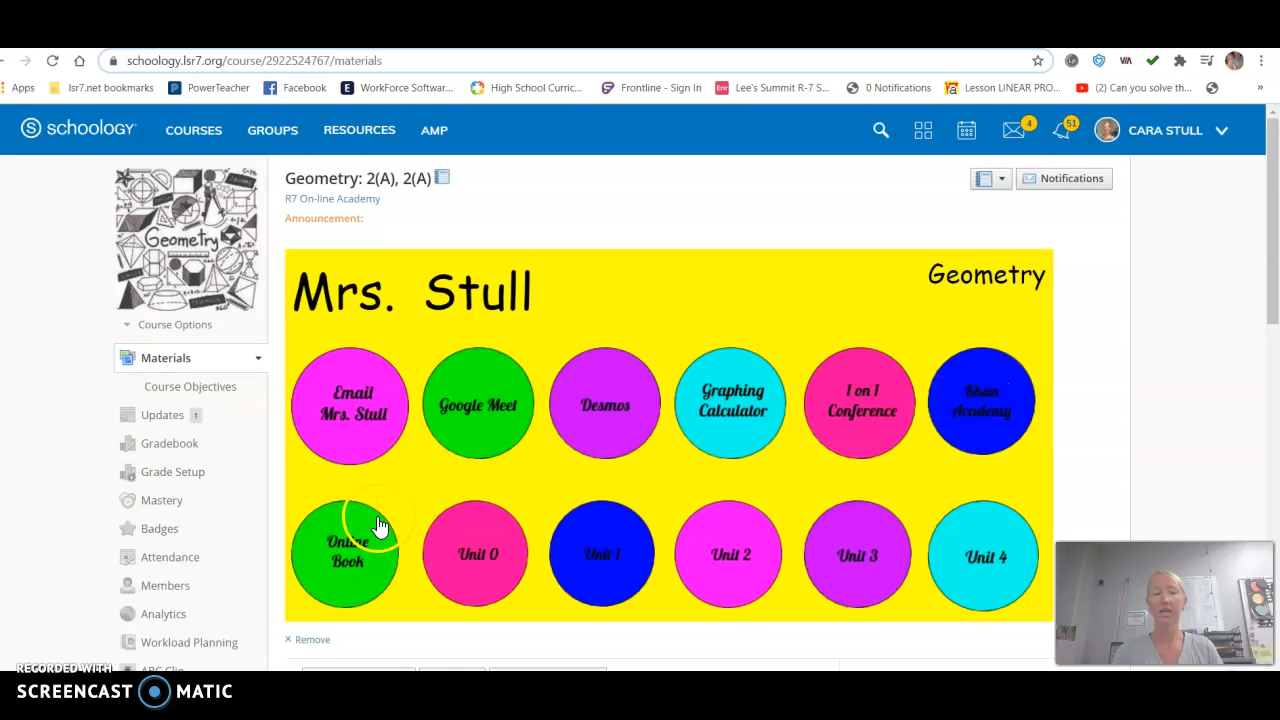 schoology.lsr7.org/course/2922524767/materials
Apps lsr7.net bookmarks PowerTeacher Facebook WorkForce Softwar... High School Curric... Frontline - Sign In Lee's Summit R-7 S... 0 Notifications Lesson LINEAR PRO... (2) Can you solve th... »
S schoology® COURSES GROUPS RESOURCES AMP 4 51 CARA STULL
Geometry
Course Options
Materials
Course Objectives
Updates 1
Gradebook
Grade Setup
Mastery
Badges
Attendance
Members
Analytics
Workload Planning
ABC Clio
Geometry: 2(A), 2(A)
Notifications
R7 On-line Academy
Announcement:
Mrs. Stull
Geometry
Email
Mrs. Stull
Google Meet
Desmos
Graphing
Calculator
1 on 1
Conference
Khan
Academy
Online
Book
Unit 0
Unit 1
Unit 2
Unit 3
Unit 4
× Remove
RECORDED WITH
SCREENCAST MATIC